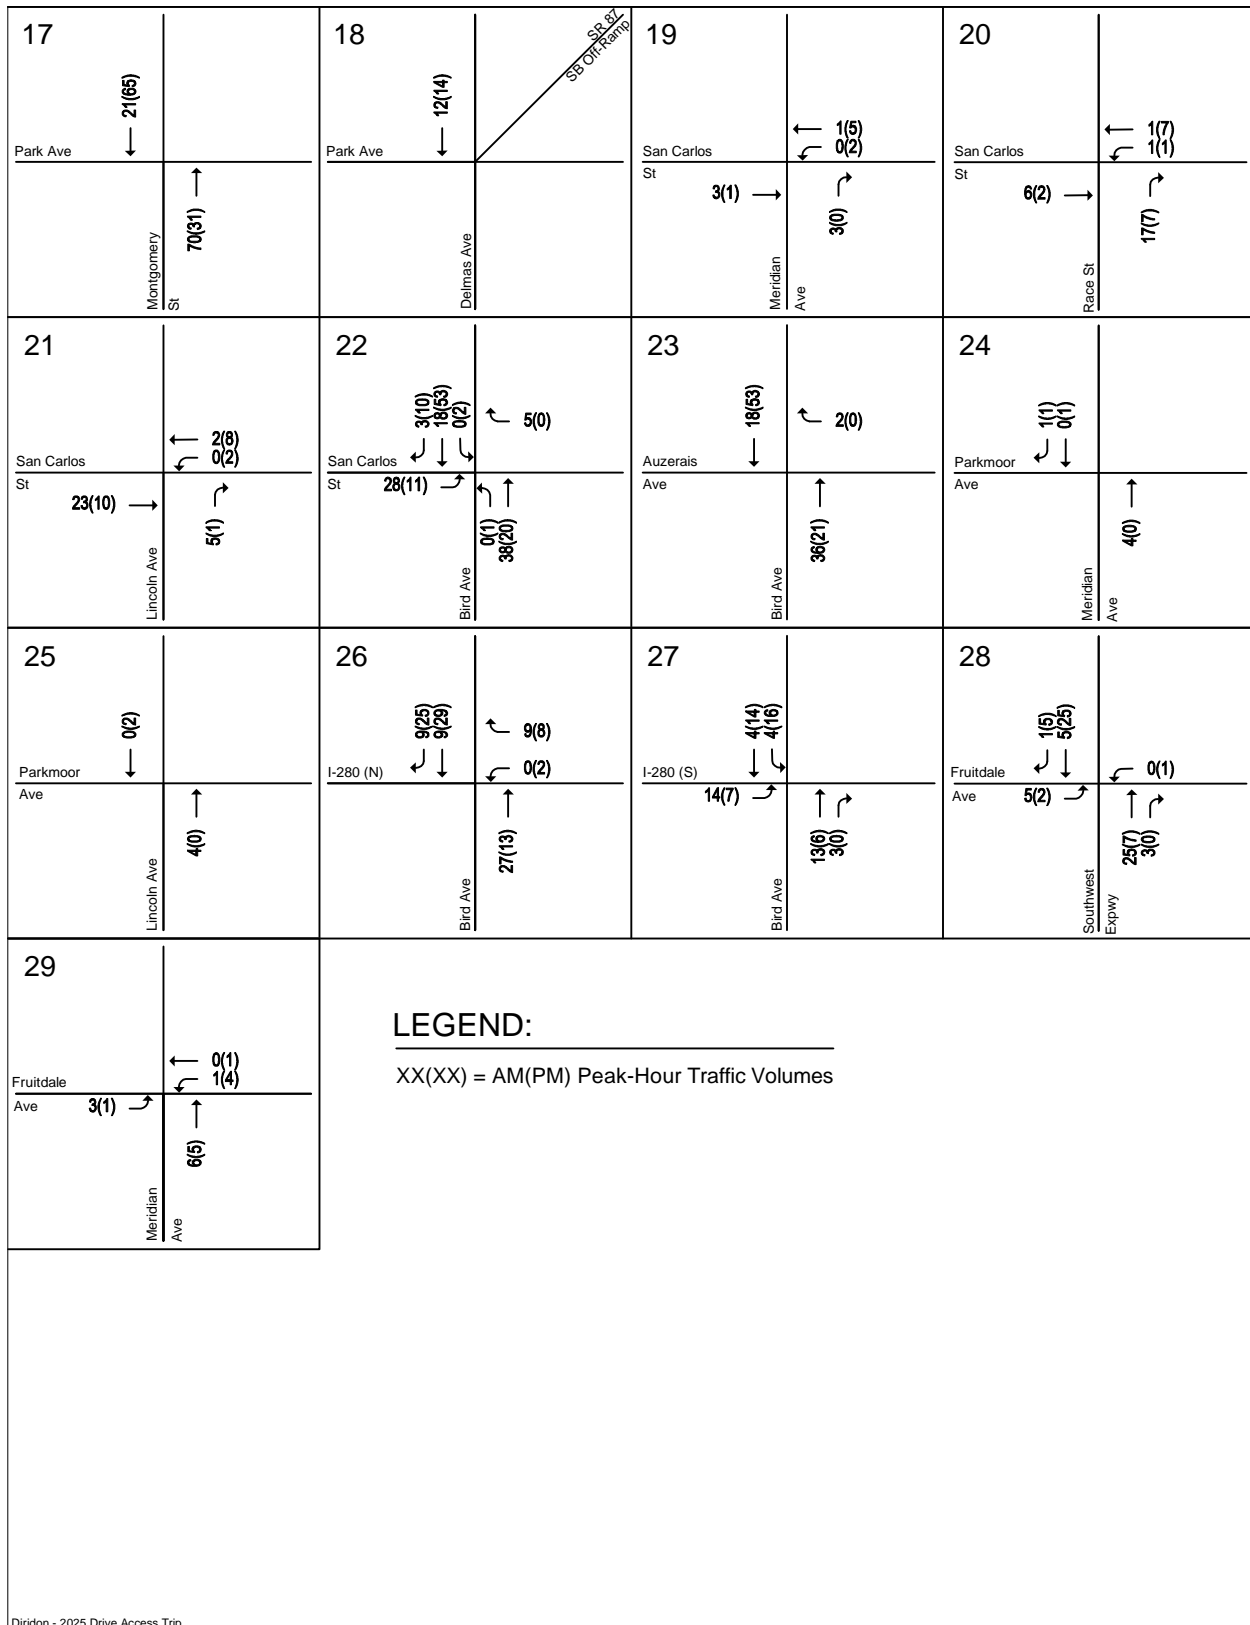 17
21(65)
Park Ave
70(31)
Montgomery
St
18
SR 87
SB Off-Ramp
12(14)
Park Ave
Delmas Ave
19
1(5)
0(2)
San Carlos
St
3(1)
3(0)
Meridian
Ave
20
1(7)
1(1)
San Carlos
St
6(2)
17(7)
Race St
21
2(8)
0(2)
San Carlos
St
23(10)
5(1)
Lincoln Ave
22
3(10)
18(53)
0(2)
5(0)
San Carlos
St
28(11)
0(1)
38(20)
Bird Ave
23
18(53)
2(0)
Auzerais
Ave
36(21)
Bird Ave
24
1(1)
0(1)
Parkmoor
Ave
4(0)
Meridian
Ave
25
0(2)
Parkmoor
Ave
4(0)
Lincoln Ave
26
9(25)
9(29)
9(8)
0(2)
I-280 (N)
27(13)
Bird Ave
27
4(14)
4(16)
I-280 (S)
14(7)
13(6)
3(0)
Bird Ave
28
1(5)
5(25)
0(1)
Fruitdale
Ave
5(2)
25(7)
3(0)
Southwest
Expwy
29
0(1)
1(4)
Fruitdale
Ave
3(1)
6(5)
Meridian
Ave
LEGEND:
XX(XX) = AM(PM) Peak-Hour Traffic Volumes
Diridon - 2025 Drive Access Trip